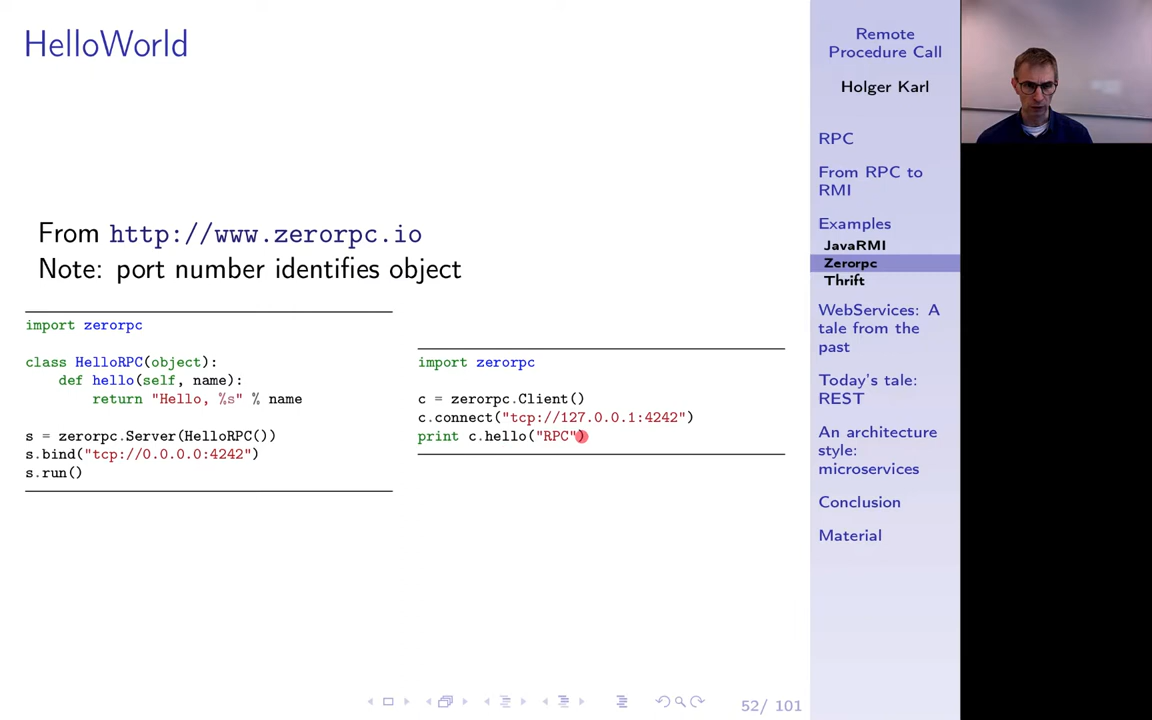 HelloWorld
From http://www.zerorpc.io
Note: port number identifies object
import zerorpc
class HelloRPC(object):
def hello(self, name):
return "Hello, %s" % name
s = zerorpc.Server(HelloRPC())
s.bind("tcp://0.0.0.0:4242")
s.run()
import zerorpc
c = zerorpc.Client()
c.connect("tcp://127.0.0.1:4242")
print c.hello("RPC")
Remote
Procedure Call
Holger Karl
RPC
From RPC to
RMI
Examples
JavaRMI
Zerorpc
Thrift
WebServices: A
tale from the
past
Today's tale:
REST
An architecture
style:
microservices
Conclusion
Material
52/ 101